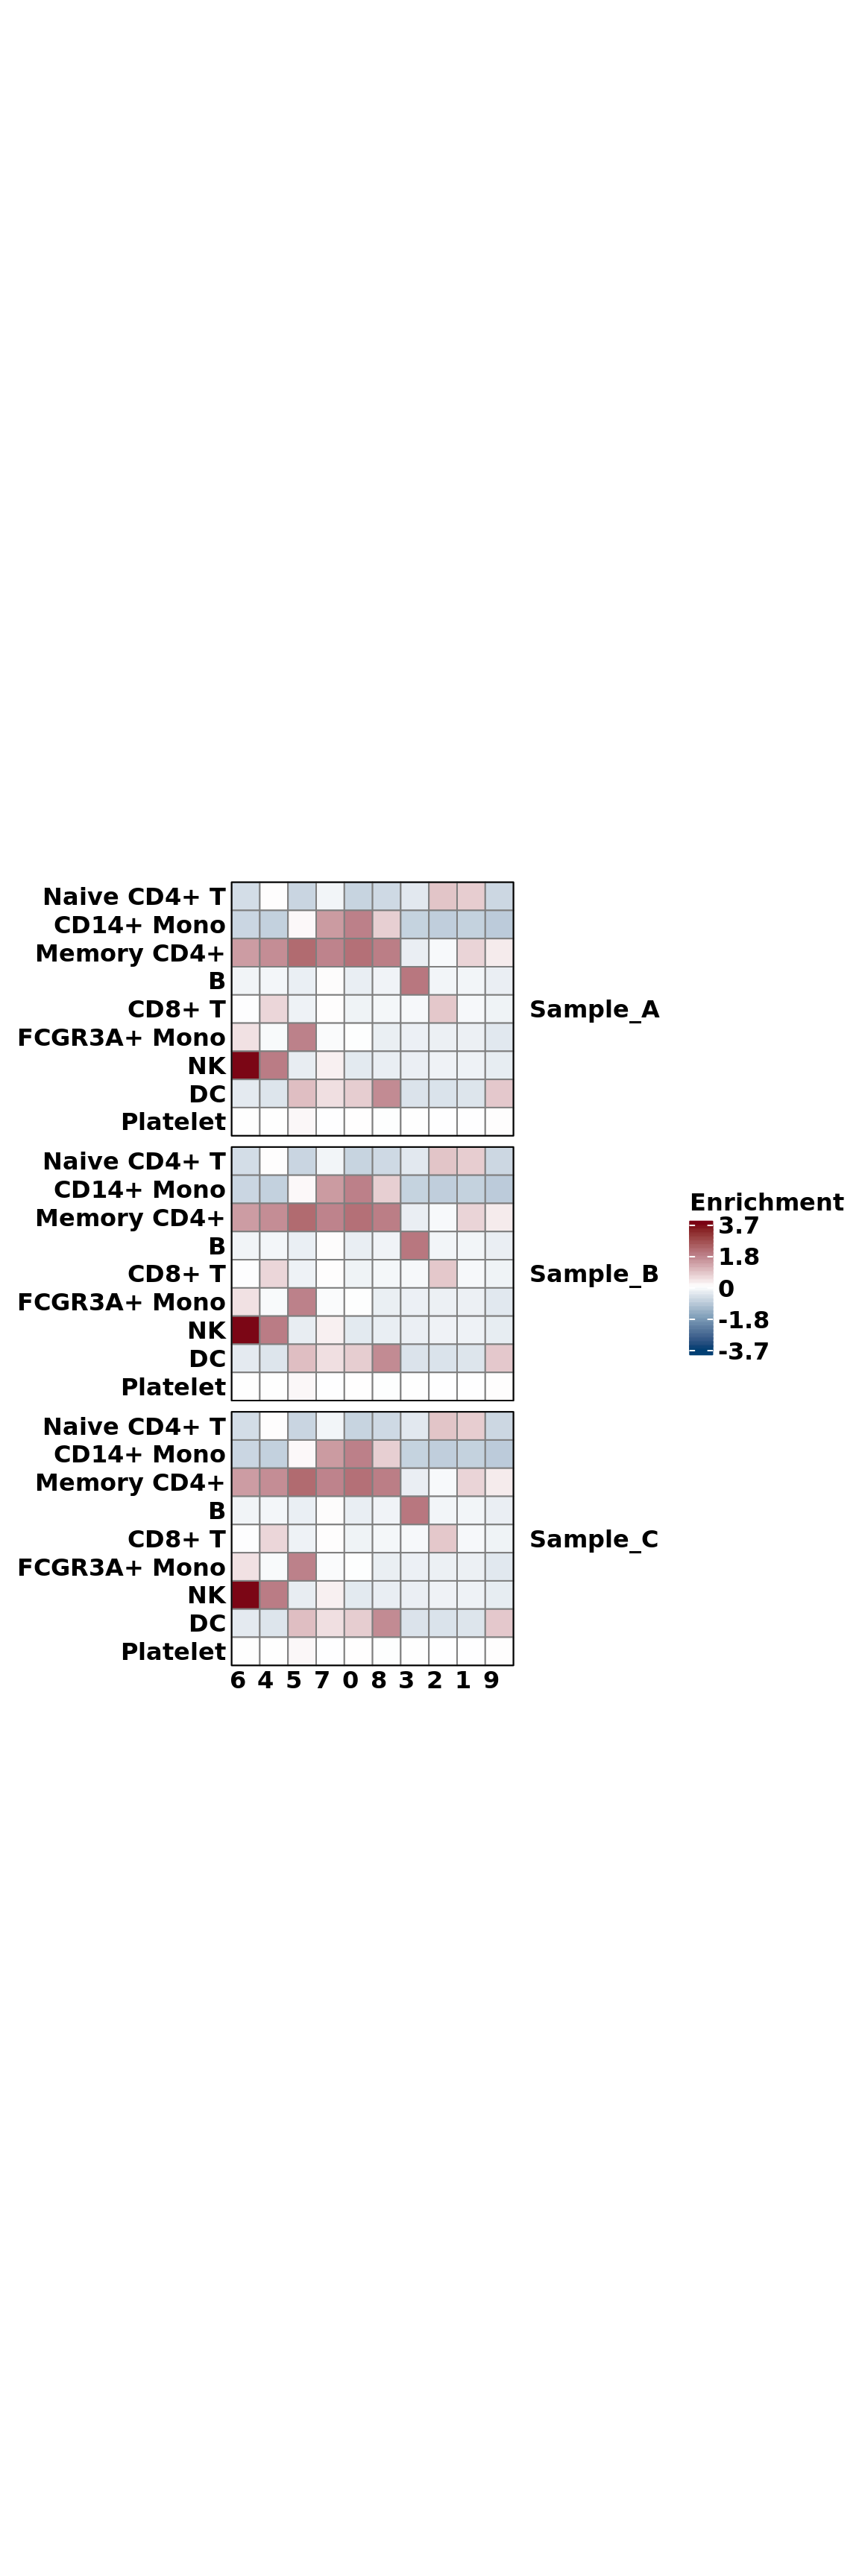 Naive CD4+ T
CD14+ Mono
Memory CD4+
B
CD8+ T
FCGR3A+ Mono
NK
DC
Platelet
Sample_A
Naive CD4+ T
CD14+ Mono
Memory CD4+
B
CD8+ T
FCGR3A+ Mono
NK
DC
Platelet
Sample_B
Naive CD4+ T
CD14+ Mono
Memory CD4+
B
CD8+ T
FCGR3A+ Mono
NK
DC
Platelet
Sample_C
6 4 5 7 0 8 3 2 1 9
Enrichment
3.7
1.8
0
-1.8
-3.7